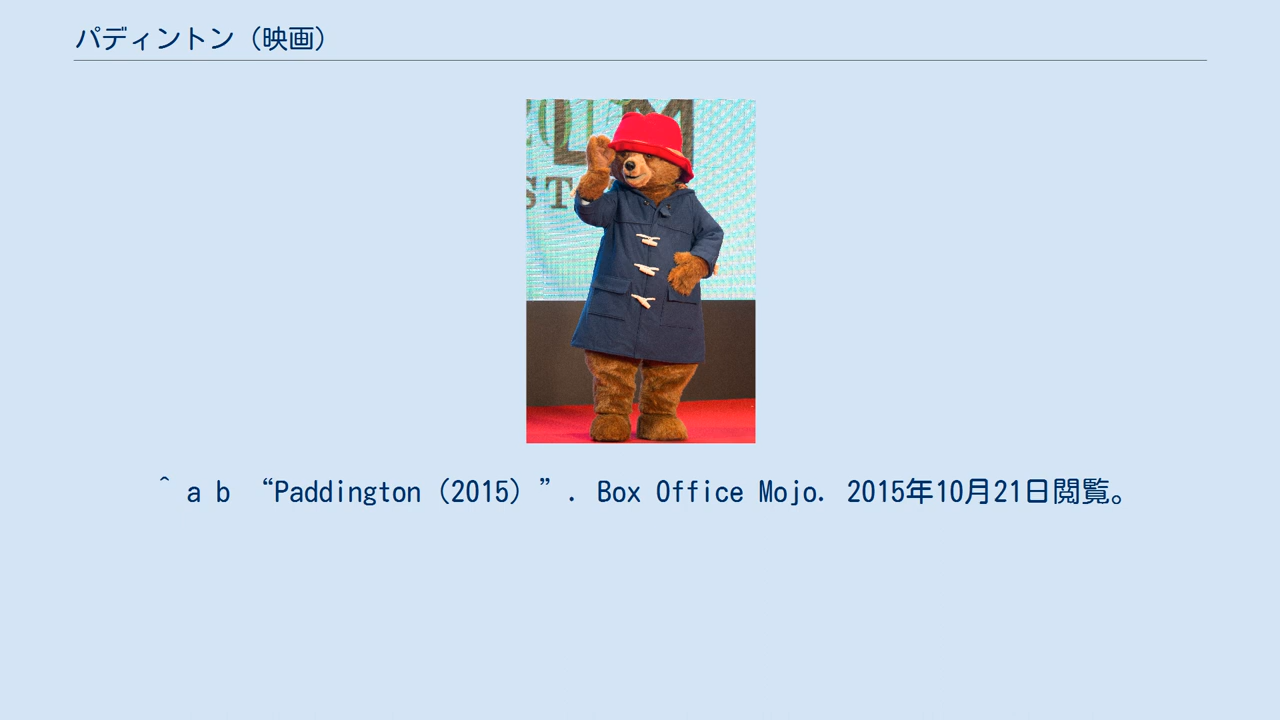 パディントン（映画）
ST
＾ a b “Paddington（2015）”. Box Office Mojo. 2015年10月21日閲覧。